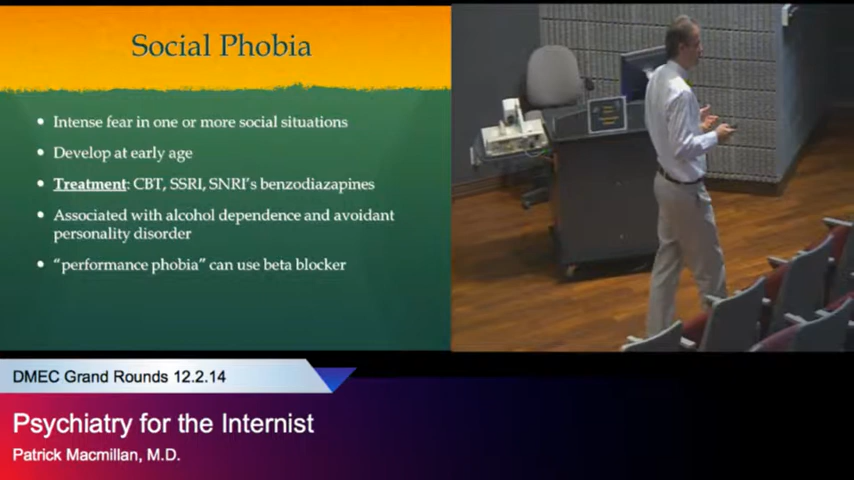 Social Phobia
• Intense fear in one or more social situations
• Develop at early age
• Treatment: CBT, SSRI, SNRI's benzodiazapines
• Associated with alcohol dependence and avoidant
personality disorder
• "performance phobia" can use beta blocker
DMEC Grand Rounds 12.2.14
Psychiatry for the Internist
Patrick Macmillan, M.D.